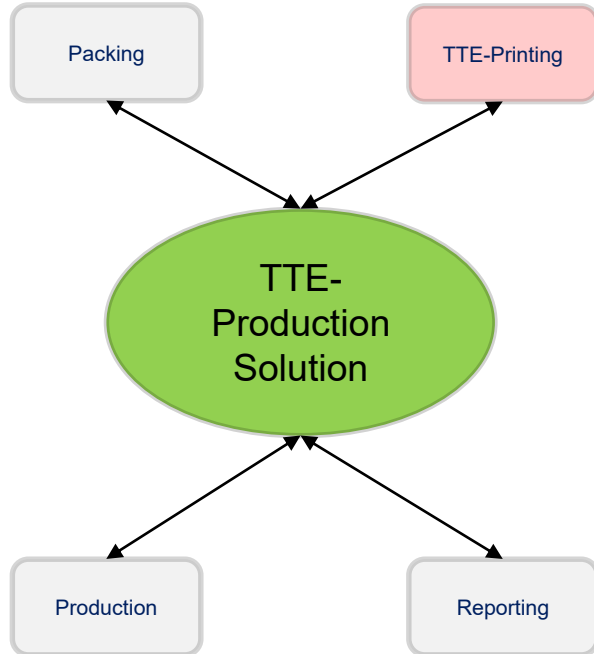 Packing
TTE-Printing
TTE-
Production
Solution
Production
Reporting